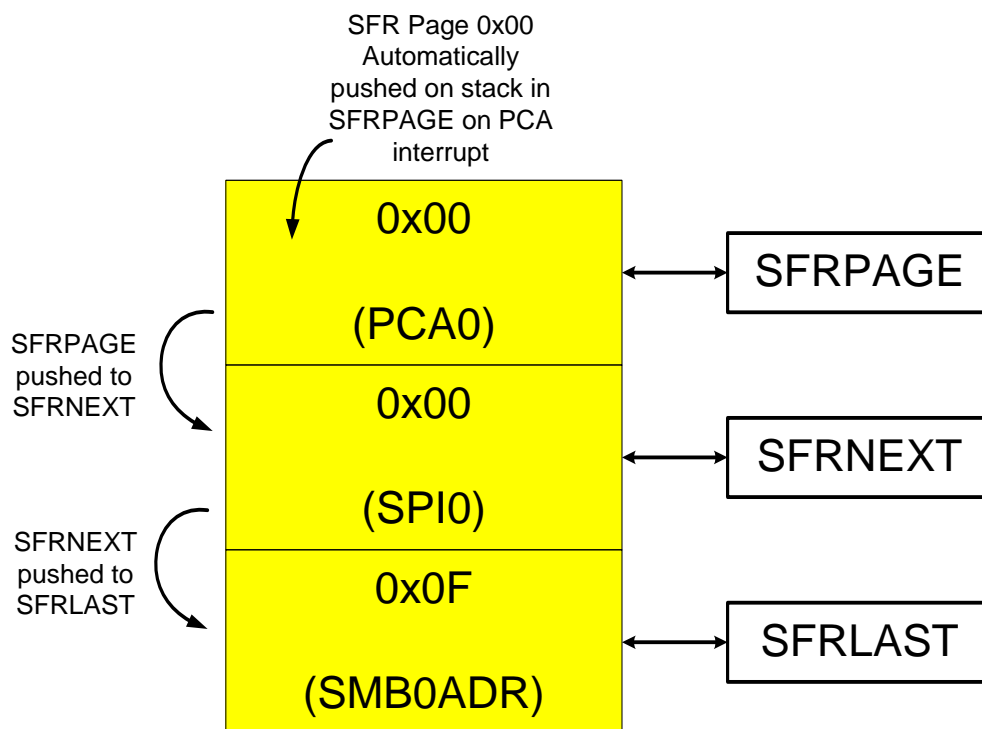 SFR Page 0x00
Automatically
pushed on stack in
SFRPAGE on PCA
interrupt
0x00
(PCA0)
SFRPAGE
SFRPAGE
pushed to
SFRNEXT
0x00
(SPI0)
SFRNEXT
SFRNEXT
pushed to
SFRLAST
0x0F
(SMB0ADR)
SFRLAST